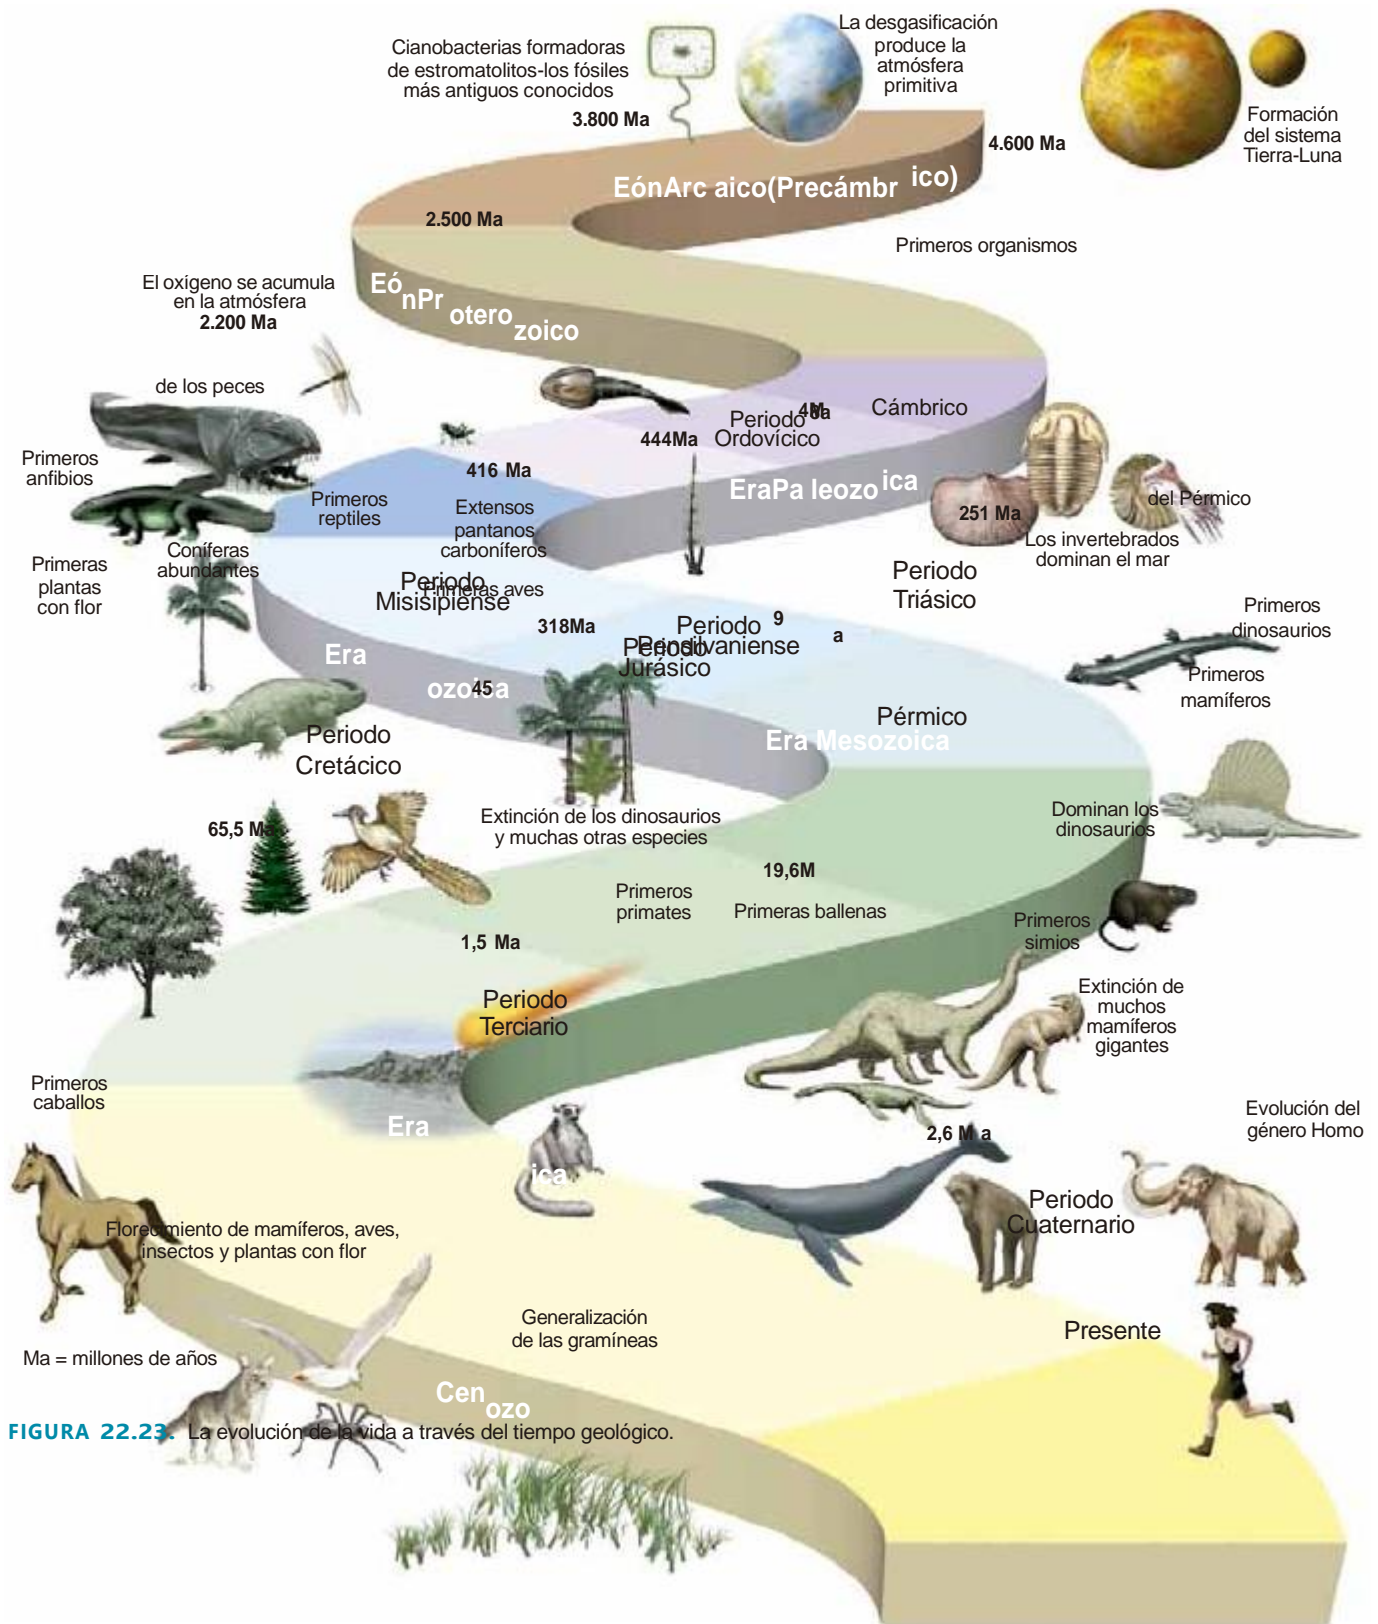 Cianobacterias formadoras
de estromatolitos-los fósiles
más antiguos conocidos
3.800 Ma
La desgasificación
produce la
atmósfera
primitiva
4.600 Ma
Formación
del sistema
Tierra-Luna
EónArc aico(Precámbr ico)
2.500 Ma
Primeros organismos
EónPr otero zoico
El oxígeno se acumula
en la atmósfera
2.200 Ma
de los peces
Cámbrico
Periodo
Ordovícico
444Ma
416 Ma
EraPa leozo ica
Primeros
anfibios
Primeros
reptiles
Extensos
pantanos
carboníferos
251 Ma
del Pérmico
Los invertebrados
dominan el mar
Coníferas
abundantes
Primeras
plantas
con flor
Periodo
Misisipiense
Primeras aves
Periodo
Triásico
318Ma
Periodo
Pensilvaniense
9
a
Periodo
Jurásico
Primeros
dinosaurios
Primeros
mamíferos
Era
ozoica
45
Pérmico
Era Mesozoica
Periodo
Cretácico
65,5 Ma
Extinción de los dinosaurios
y muchas otras especies
Dominan los
dinosaurios
19,6M
Primeros
primates
Primeras ballenas
Primeros
simios
1,5 Ma
Periodo
Terciario
Extinción de
muchos
mamíferos
gigantes
Primeros
caballos
Era
ica
2,6 M a
Evolución del
género Homo
Periodo
Cuaternario
Florecimiento de mamíferos, aves,
insectos y plantas con flor
Generalización
de las gramíneas
Presente
Ma = millones de años
Cen ozo
FIGURA 22.23. La evolución de la vida a través del tiempo geológico.